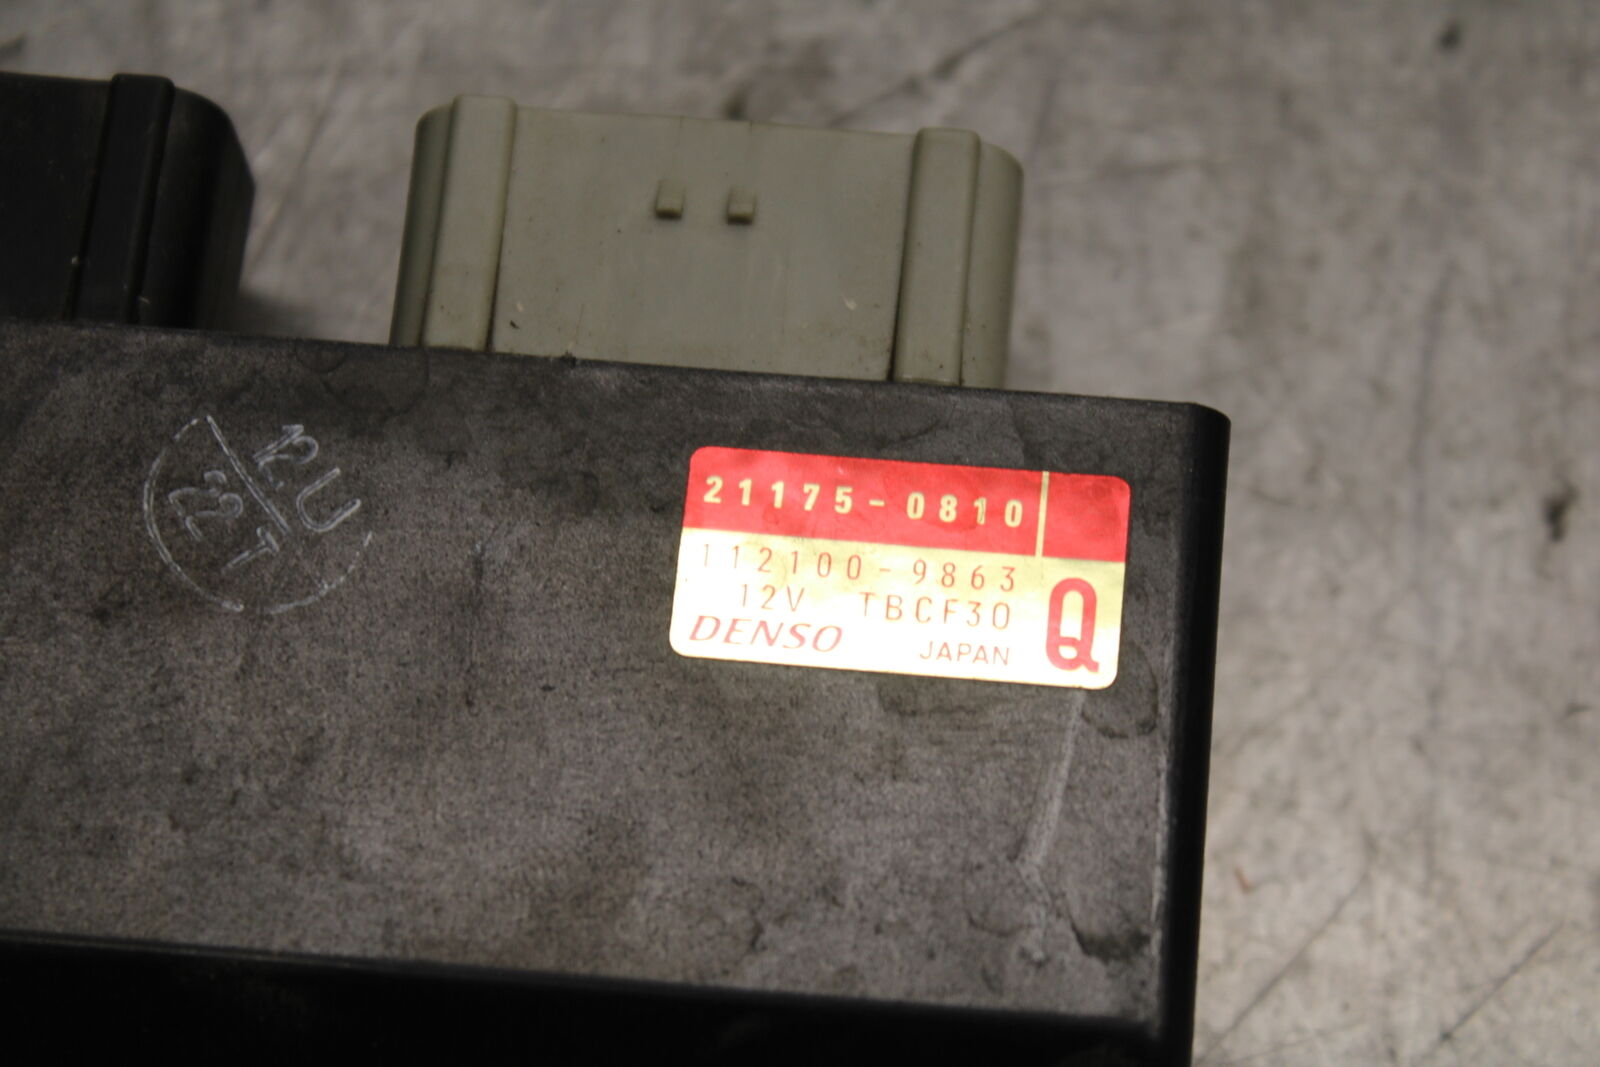 21175-0810
112100-9863
12V TBCF30
DENSO JAPAN
Q